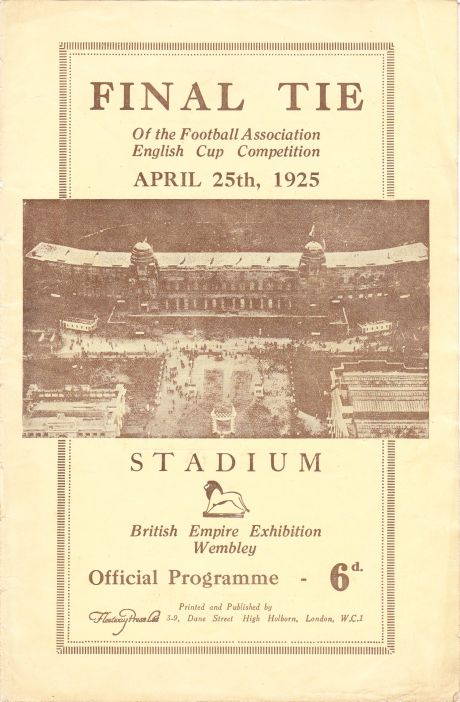 FINAL TIE
Of the Football Association
English Cup Competition
APRIL 25th, 1925
STADIUM
British Empire Exhibition
Wembley
Official Programme - 6d.
Printed and Published by
Fleetway Press Ltd 3-9, Dane Street High Holborn, London, W.C.1